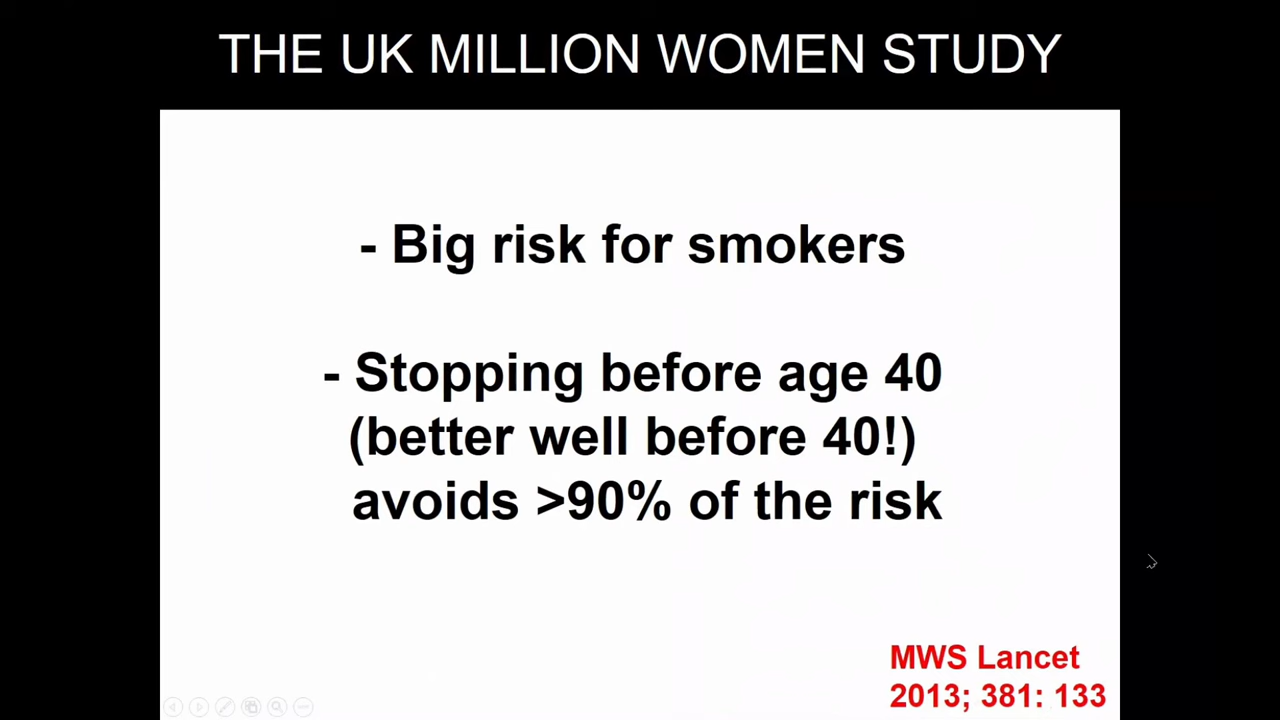 THE UK MILLION WOMEN STUDY
- Big risk for smokers
- Stopping before age 40
(better well before 40!)
avoids >90% of the risk
MWS Lancet
2013; 381: 133